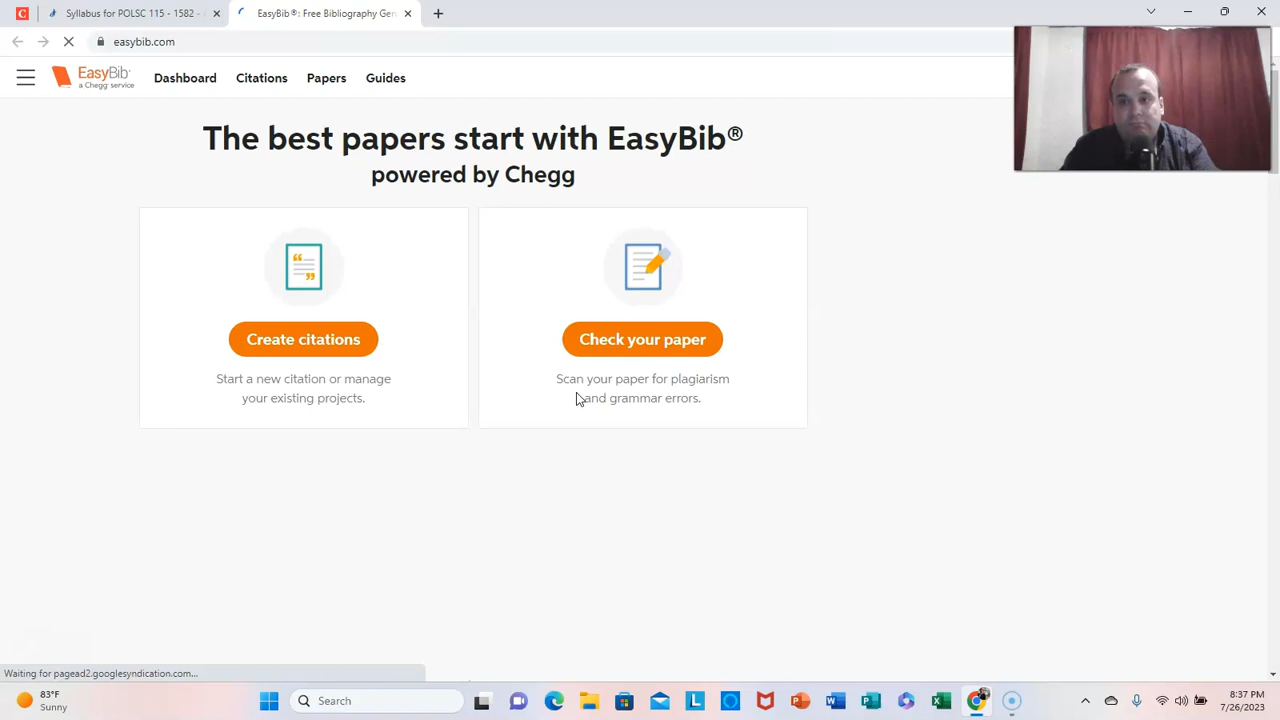 Syllabus for POLSC 115 - 1582 -
EasyBib®: Free Bibliography Gen
easybib.com
EasyBib®
a Chegg service
Dashboard
Citations
Papers
Guides
The best papers start with EasyBib®
powered by Chegg
Create citations
Start a new citation or manage
your existing projects.
Check your paper
Scan your paper for plagiarism
and grammar errors.
Waiting for pagead2.googlesyndication.com...
83°F
Sunny
Search
8:37 PM
7/26/2023